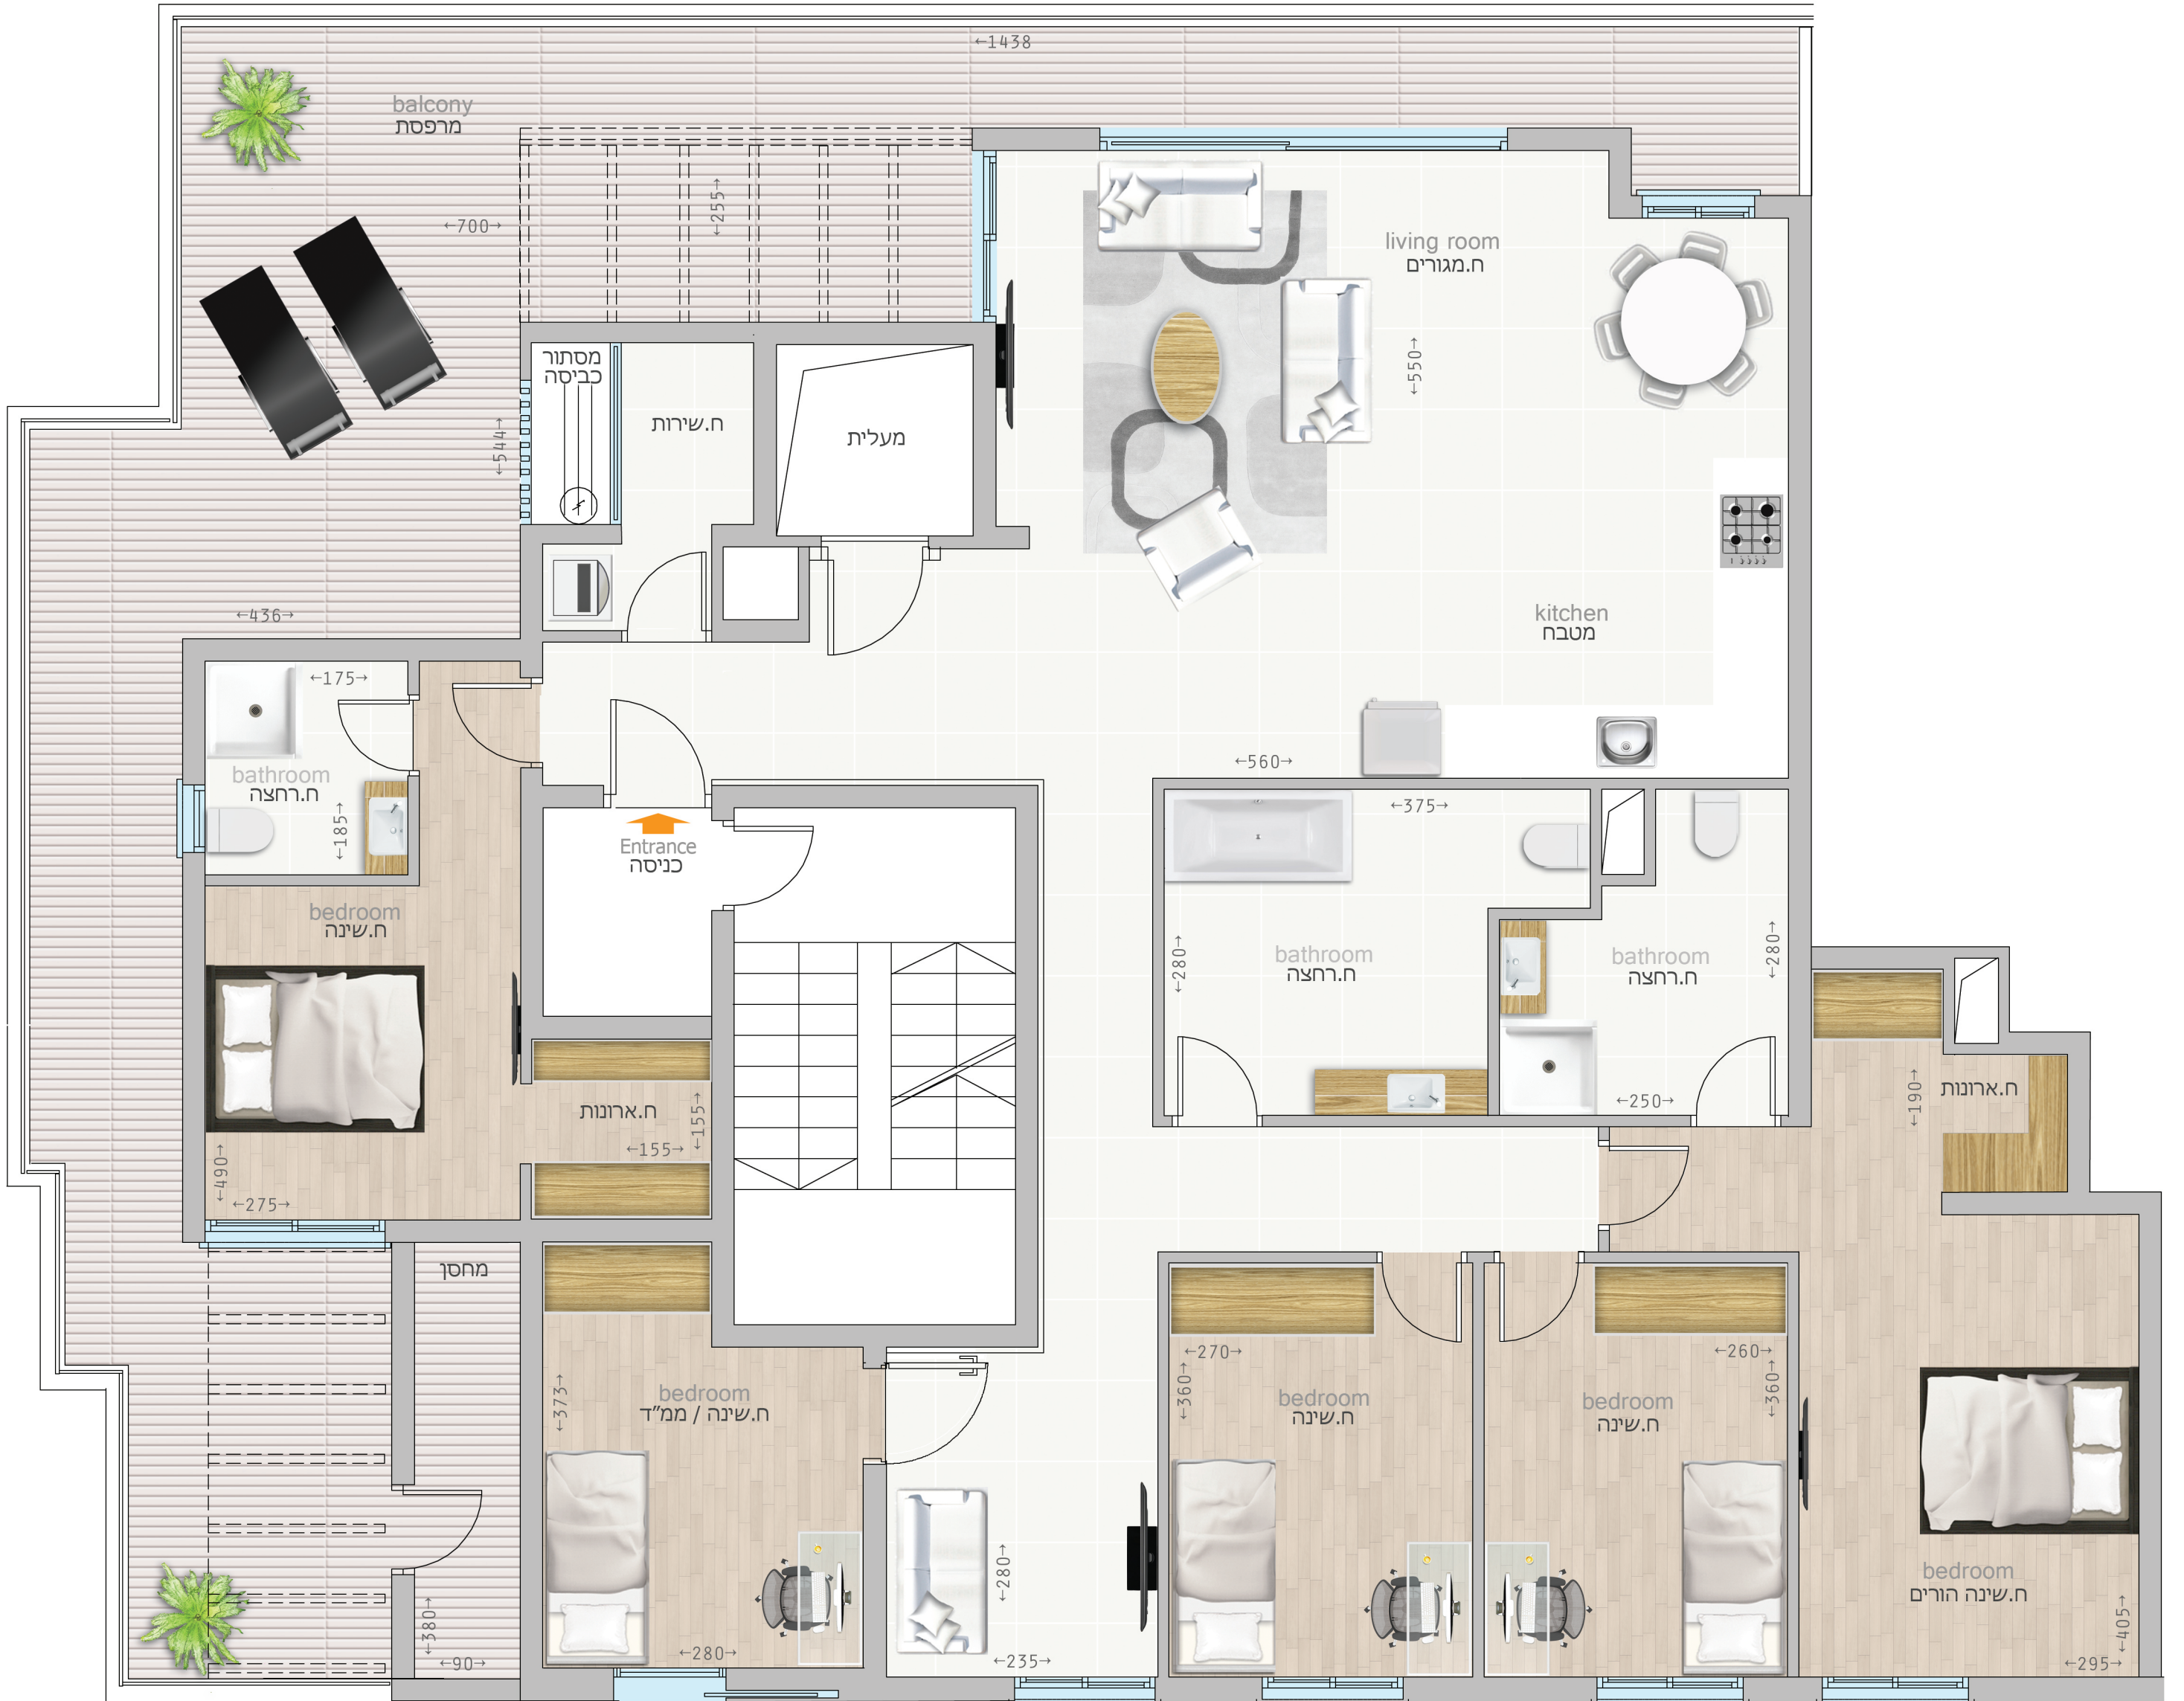 ←1438
balcony
מרפסת
←700→
←255→
living room
ח.מגורים
מסתור
כביסה
ח.שירות
מעלית
←550→
←544→
←436→
kitchen
מטבח
←175→
bathroom
ח.רחצה
←185→
←560→
←375→
Entrance
כניסה
bedroom
ח.שינה
←280→
bathroom
ח.רחצה
bathroom
ח.רחצה
←280→
←250→
←190→
ח.ארונות
ח.ארונות
←155→
←155→
←490→
←275→
מחסן
←373→
bedroom
ח.שינה / ממ"ד
←270→
←360→
bedroom
ח.שינה
←260→
←360→
bedroom
ח.שינה
bedroom
ח.שינה הורים
←280→
←380→
←90→
←280→
←235→
←405→
←295→